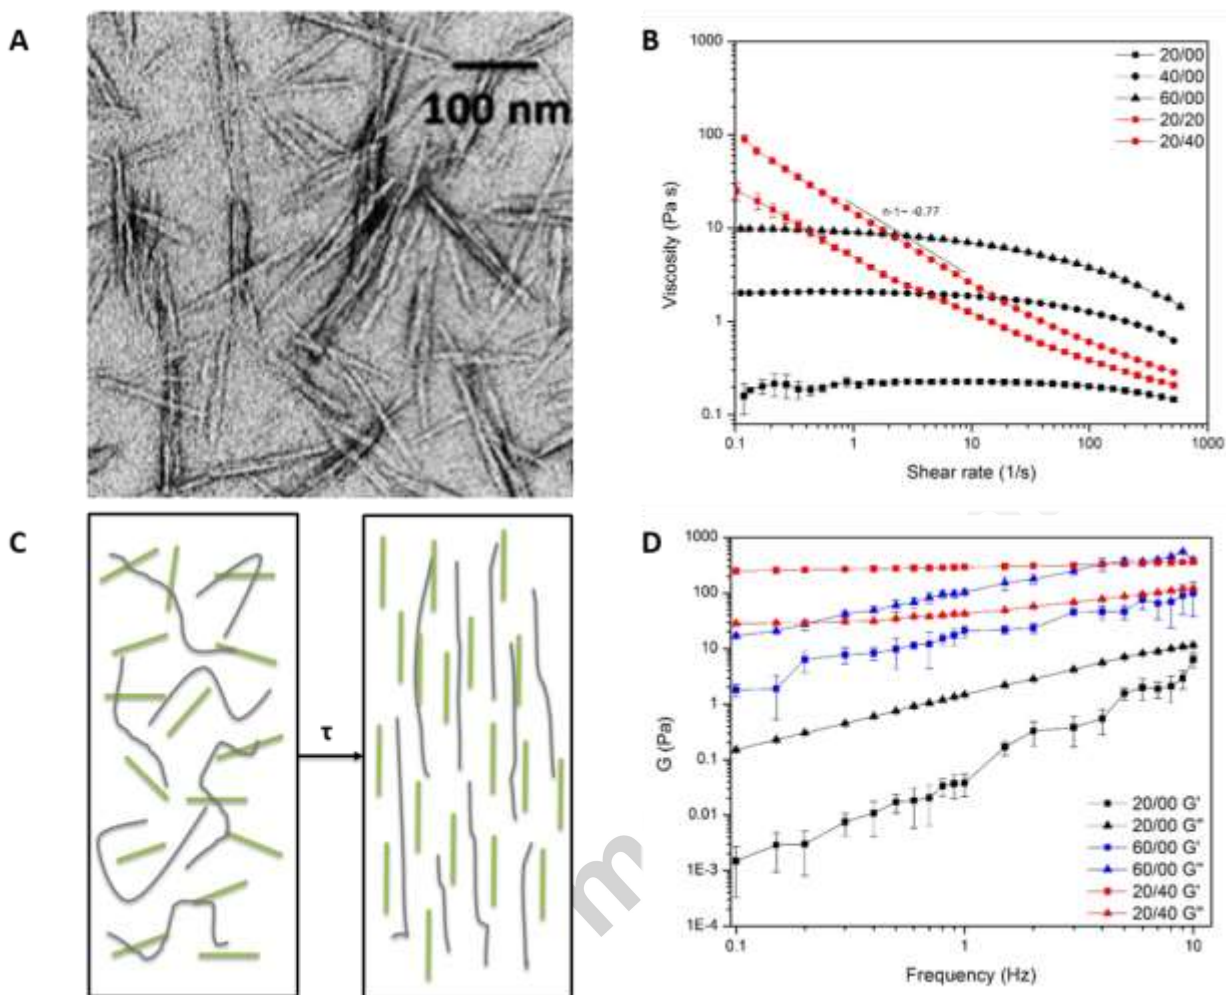 A
100 nm
B
1000
100
10
1
0.1
0.1
1
10
100
1000
Viscosity (Pa s)
Shear rate (1/s)
20/00
40/00
60/00
20/20
20/40
n-1~ -0.77
C
τ
m
D
1000
100
10
1
0.1
0.01
1E-3
1E-4
0.1
1
10
G (Pa)
Frequency (Hz)
20/00 G'
20/00 G"
60/00 G'
60/00 G"
20/40 G'
20/40 G"